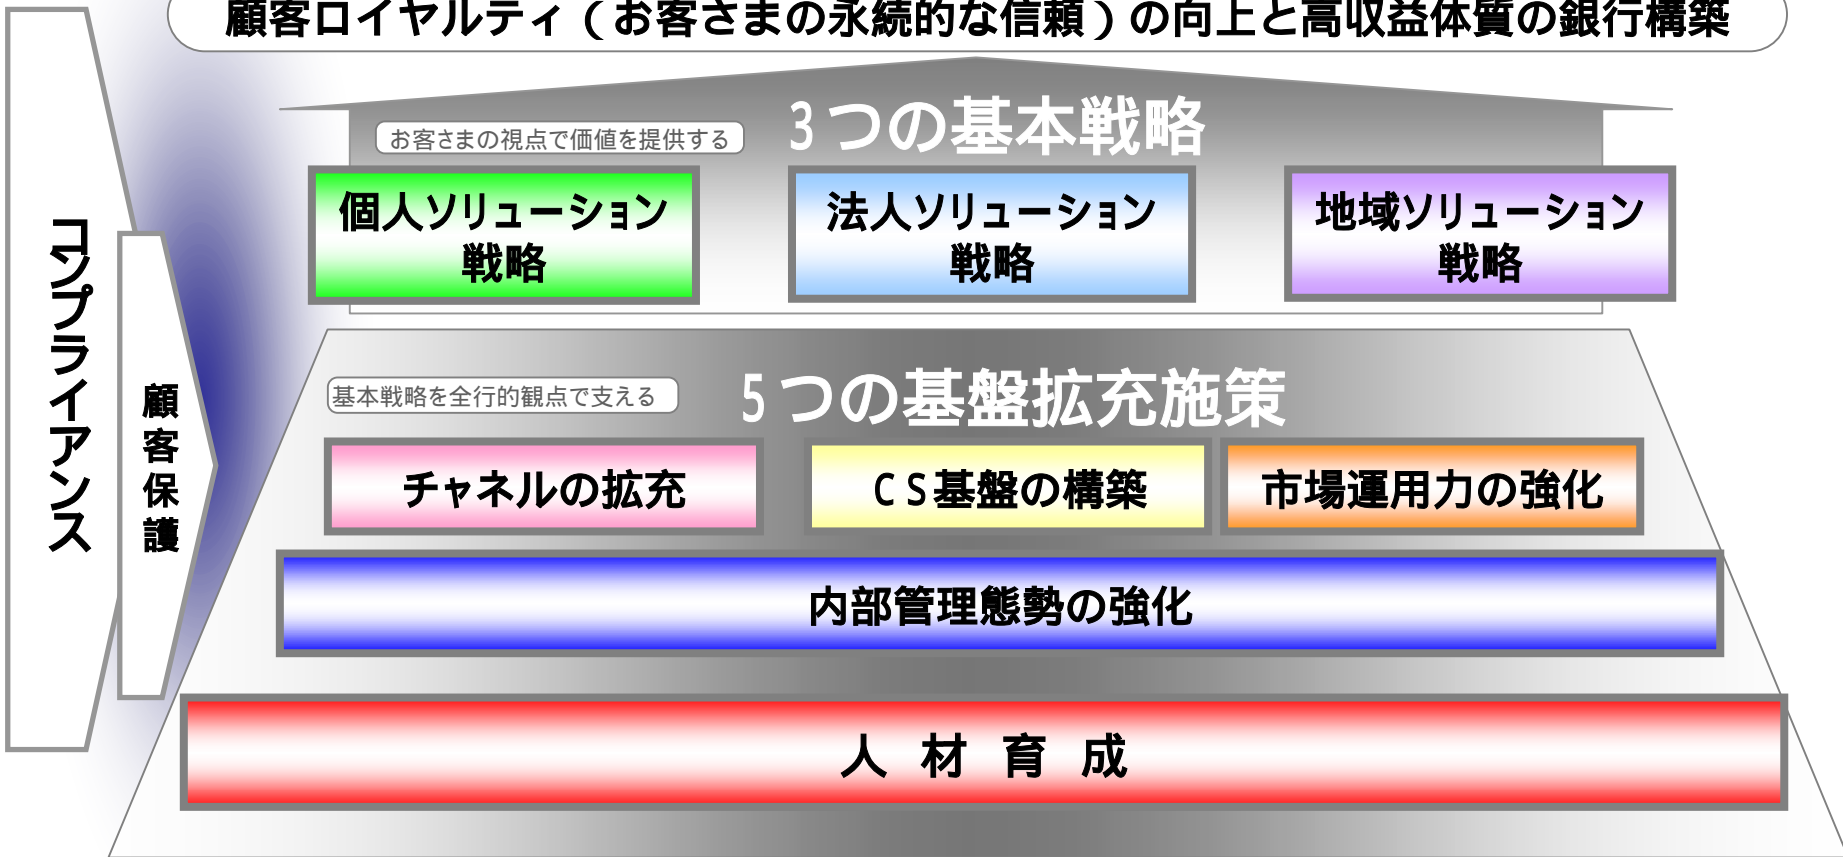 顧客ロイヤルティ（お客さまの永続的な信頼）の向上と高収益体質の銀行構築
3つの基本戦略
お客さまの視点で価値を提供する
個人ソリューション
戦略
法人ソリューション
戦略
地域ソリューション
戦略
コンプライアンス
顧客保護
5つの基盤拡充施策
基本戦略を全行的観点で支える
チャネルの拡充
CS基盤の構築
市場運用力の強化
内部管理態勢の強化
人材育成